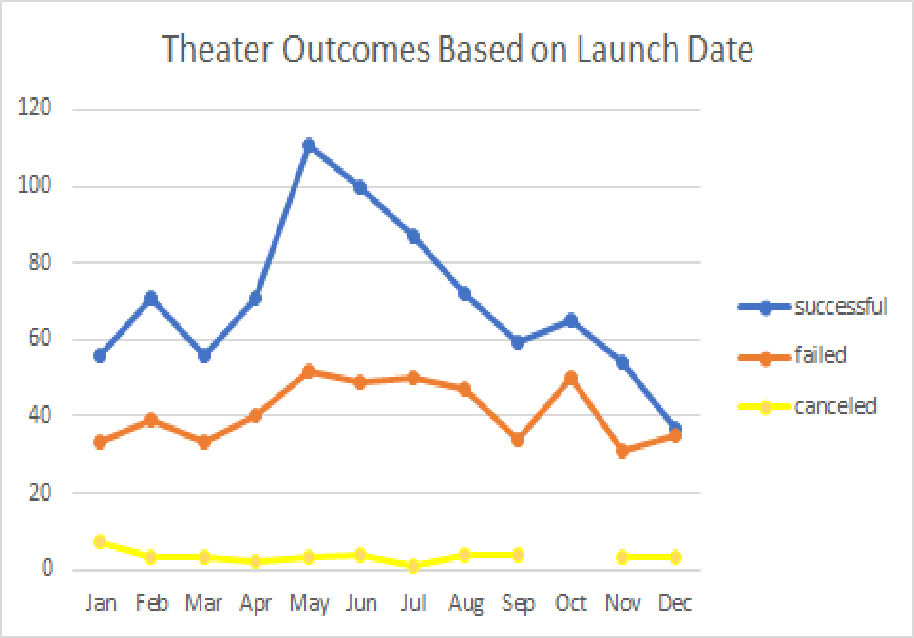 Theater Outcomes Based on Launch Date
120
100
80
60
40
20
0
Jan Feb Mar Apr May Jun Jul Aug Sep Oct Nov Dec
successful
failed
canceled